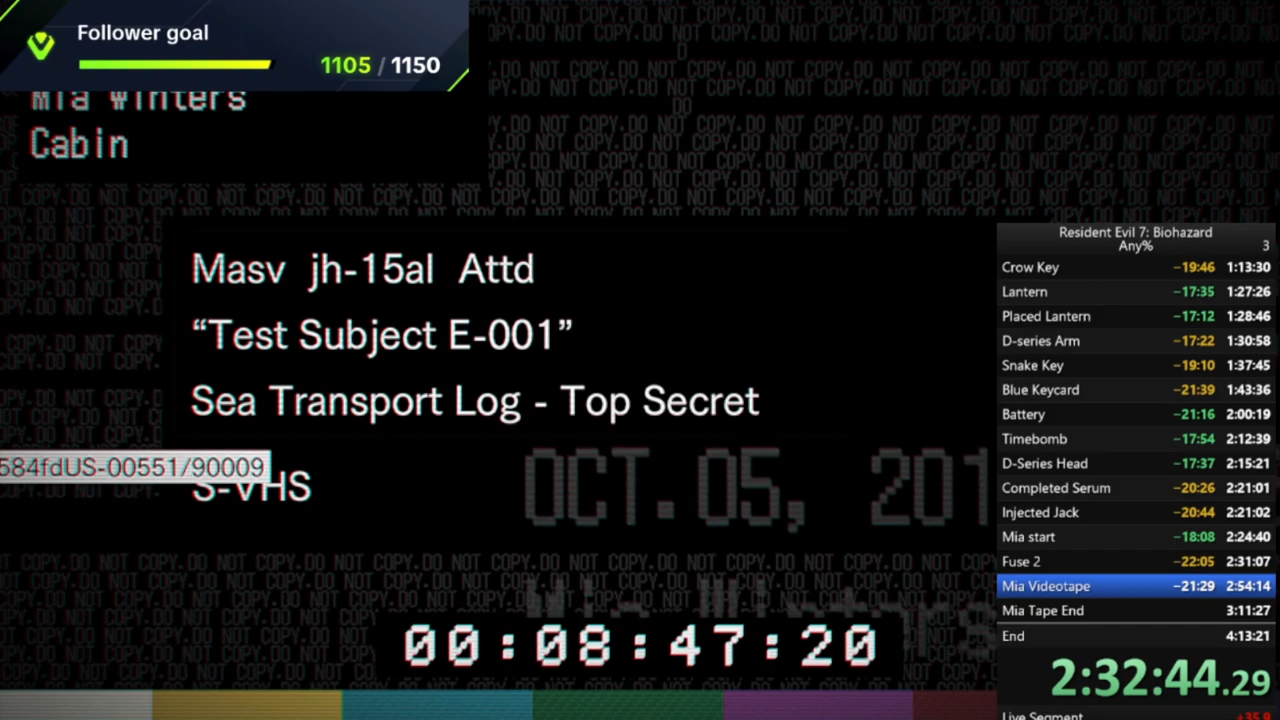 Follower goal
1105 / 1150
Mia Winters
Cabin
Masv jh-15al Attd
“Test Subject E-001”
Sea Transport Log - Top Secret
584fdUS-00551/90009
S-VHS
OCT.05, 201
Mia Winters
00:08:47:20
Resident Evil 7: Biohazard
Any% 3
Crow Key −19:46 1:13:30
Lantern −17:35 1:27:26
Placed Lantern −17:12 1:28:46
D-series Arm −17:22 1:30:58
Snake Key −19:10 1:37:45
Blue Keycard −21:39 1:43:36
Battery −21:16 2:00:19
Timebomb −17:54 2:12:39
D-Series Head −17:37 2:15:21
Completed Serum −20:26 2:21:01
Injected Jack −20:44 2:21:02
Mia start −18:08 2:24:40
Fuse 2 −22:05 2:31:07
Mia Videotape −21:29 2:54:14
Mia Tape End 3:11:27
End 4:13:21
2:32:44.29
Live Segment +35.9